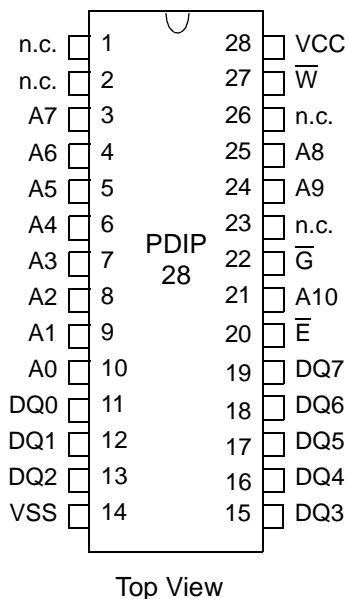 n.c. 1 28 VCC
n.c. 2 27 W̅
A7 3 26 n.c.
A6 4 25 A8
A5 5 24 A9
A4 6 23 n.c.
A3 7 PDIP 22 G̅
A2 8 28 21 A10
A1 9 20 E̅
A0 10 19 DQ7
DQ0 11 18 DQ6
DQ1 12 17 DQ5
DQ2 13 16 DQ4
VSS 14 15 DQ3
Top View